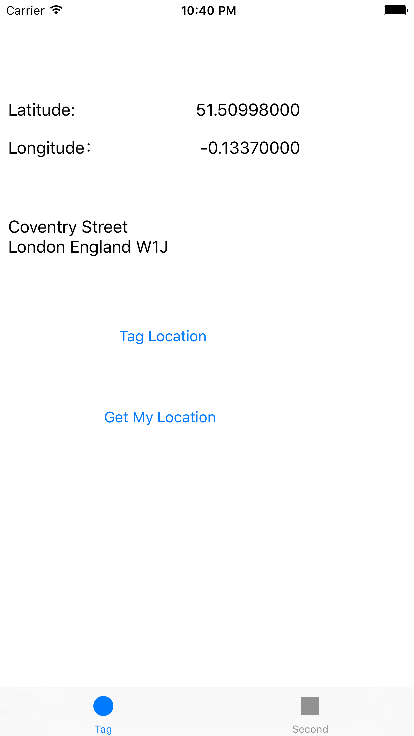 Carrier 10:40 PM
Latitude: 51.50998000
Longitude: -0.13370000
Coventry Street
London England W1J
Tag Location
Get My Location
Tag Second